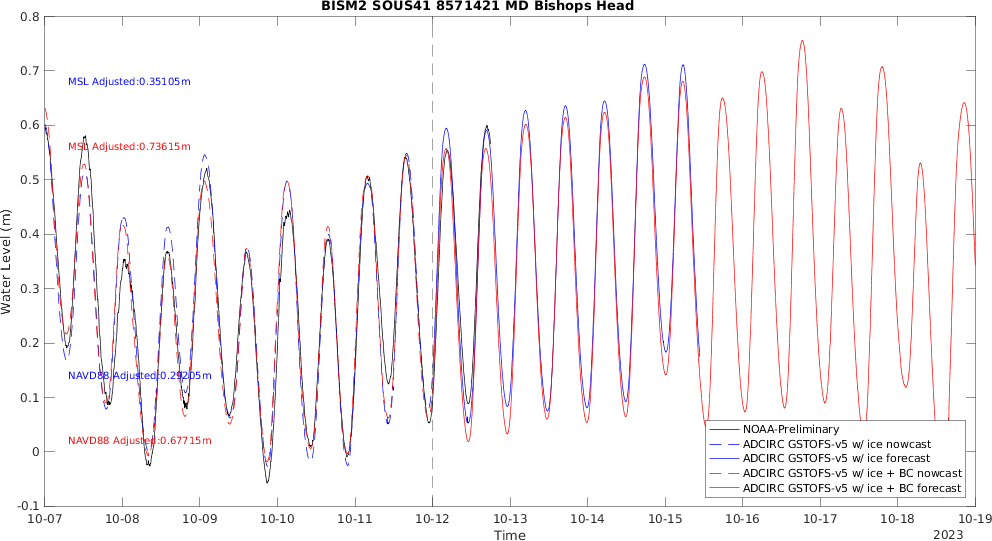 BISM2 SOUS41 8571421 MD Bishops Head
0.8
0.7
0.6
0.5
0.4
0.3
0.2
0.1
0
-0.1
Water Level (m)
MSL Adjusted:0.35105m
MSL Adjusted:0.73615m
NAVD88 Adjusted:0.29205m
NAVD88 Adjusted:0.67715m
NOAA-Preliminary
ADCIRC GSTOFS-v5 w/ ice nowcast
ADCIRC GSTOFS-v5 w/ ice forecast
ADCIRC GSTOFS-v5 w/ ice + BC nowcast
ADCIRC GSTOFS-v5 w/ ice + BC forecast
10-07 10-08 10-09 10-10 10-11 10-12 10-13 10-14 10-15 10-16 10-17 10-18 10-19
Time
2023